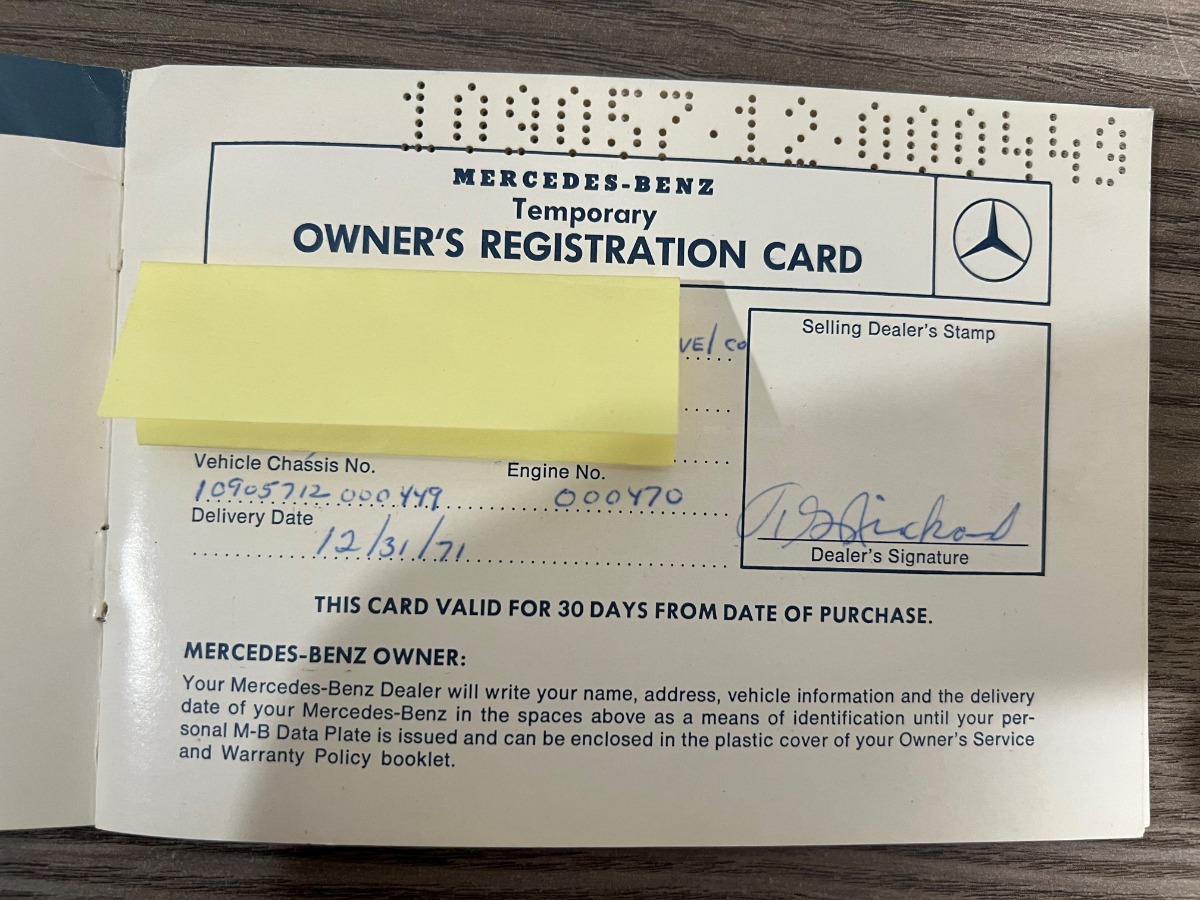 109057·12·000449
MERCEDES-BENZ
Temporary
OWNER'S REGISTRATION CARD
Selling Dealer's Stamp
Vehicle Chassis No. Engine No.
10905712 000449 000470
Delivery Date
12/31/71
Dealer's Signature
THIS CARD VALID FOR 30 DAYS FROM DATE OF PURCHASE.
MERCEDES-BENZ OWNER:
Your Mercedes-Benz Dealer will write your name, address, vehicle information and the delivery
date of your Mercedes-Benz in the spaces above as a means of identification until your per-
sonal M-B Data Plate is issued and can be enclosed in the plastic cover of your Owner's Service
and Warranty Policy booklet.